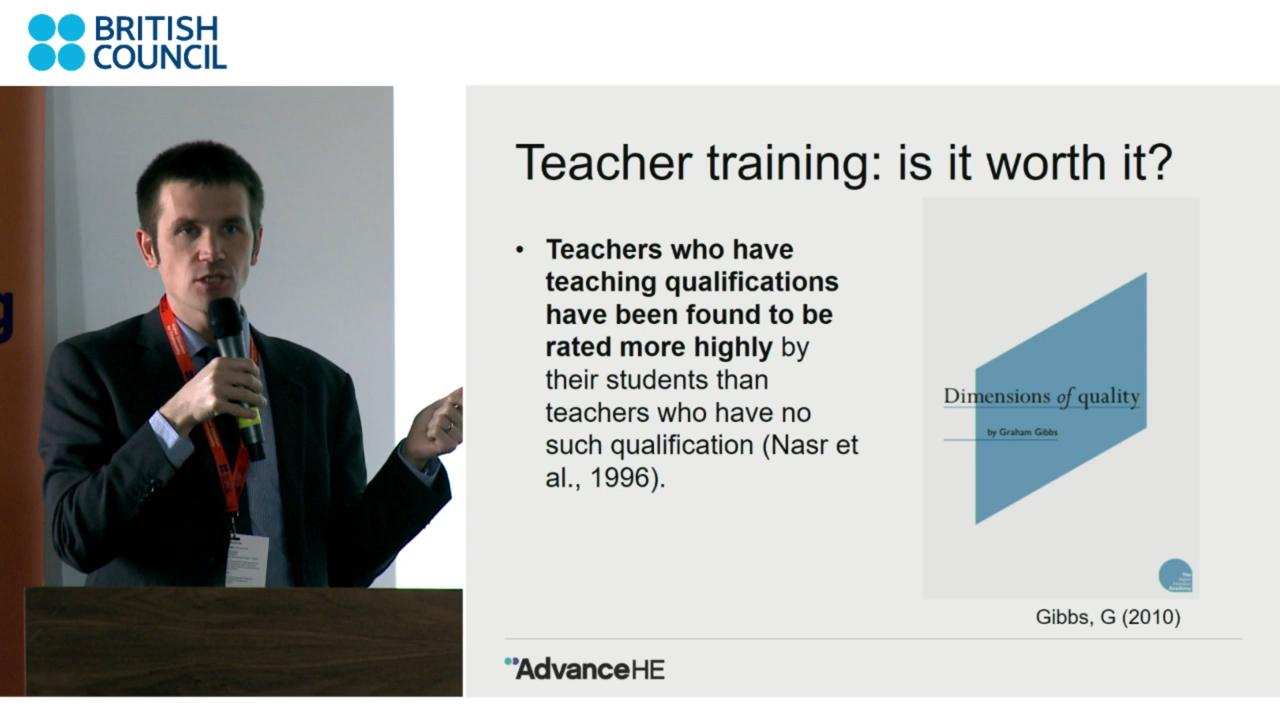 BRITISH
COUNCIL
g
Teacher training: is it worth it?
• Teachers who have
teaching qualifications
have been found to be
rated more highly by
their students than
teachers who have no
such qualification (Nasr et
al., 1996).
Dimensions of quality
by Graham Gibbs
Gibbs, G (2010)
AdvanceHE